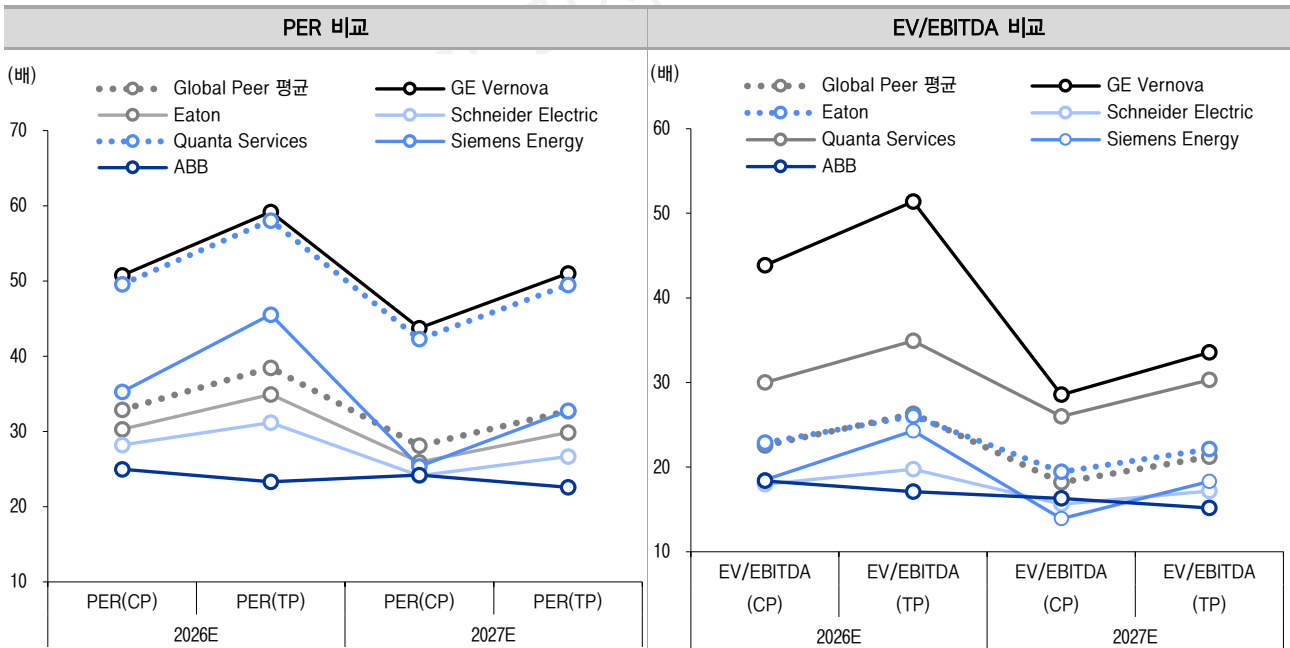 PER 비교
(배)
Global Peer 평균
GE Vernova
Eaton
Schneider Electric
Quanta Services
Siemens Energy
ABB
70
60
50
40
30
20
10
PER(CP) PER(TP) PER(CP) PER(TP)
2026E 2027E
EV/EBITDA 비교
(배)
Global Peer 평균
GE Vernova
Eaton
Schneider Electric
Quanta Services
Siemens Energy
ABB
60
50
40
30
20
10
EV/EBITDA EV/EBITDA EV/EBITDA EV/EBITDA
(CP) (TP) (CP) (TP)
2026E 2027E